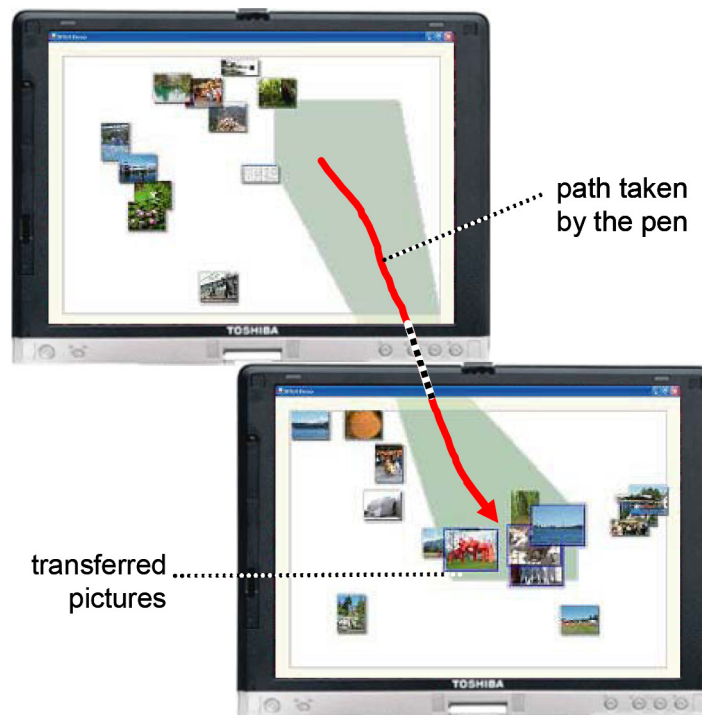 path taken
by the pen
TOSHIBA
transferred
pictures
TOSHIBA